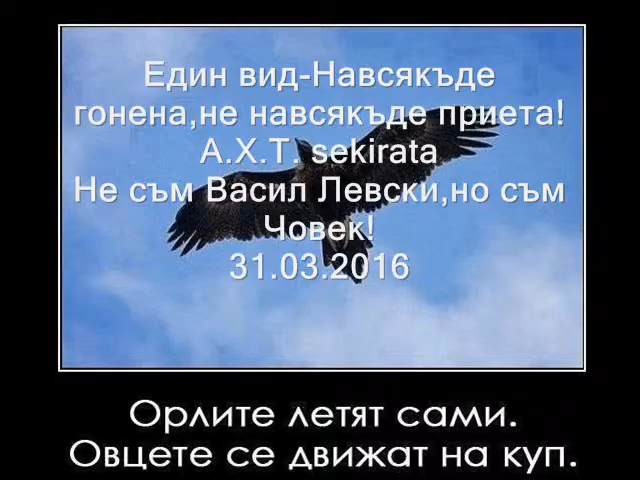 Един вид-Навсякъде
гонена,не навсякъде приета!
А.Х.Т. sekirata
Не съм Васил Левски,но съм
Човек!
31.03.2016
Орлите летят сами.
Овцете се движат на куп.